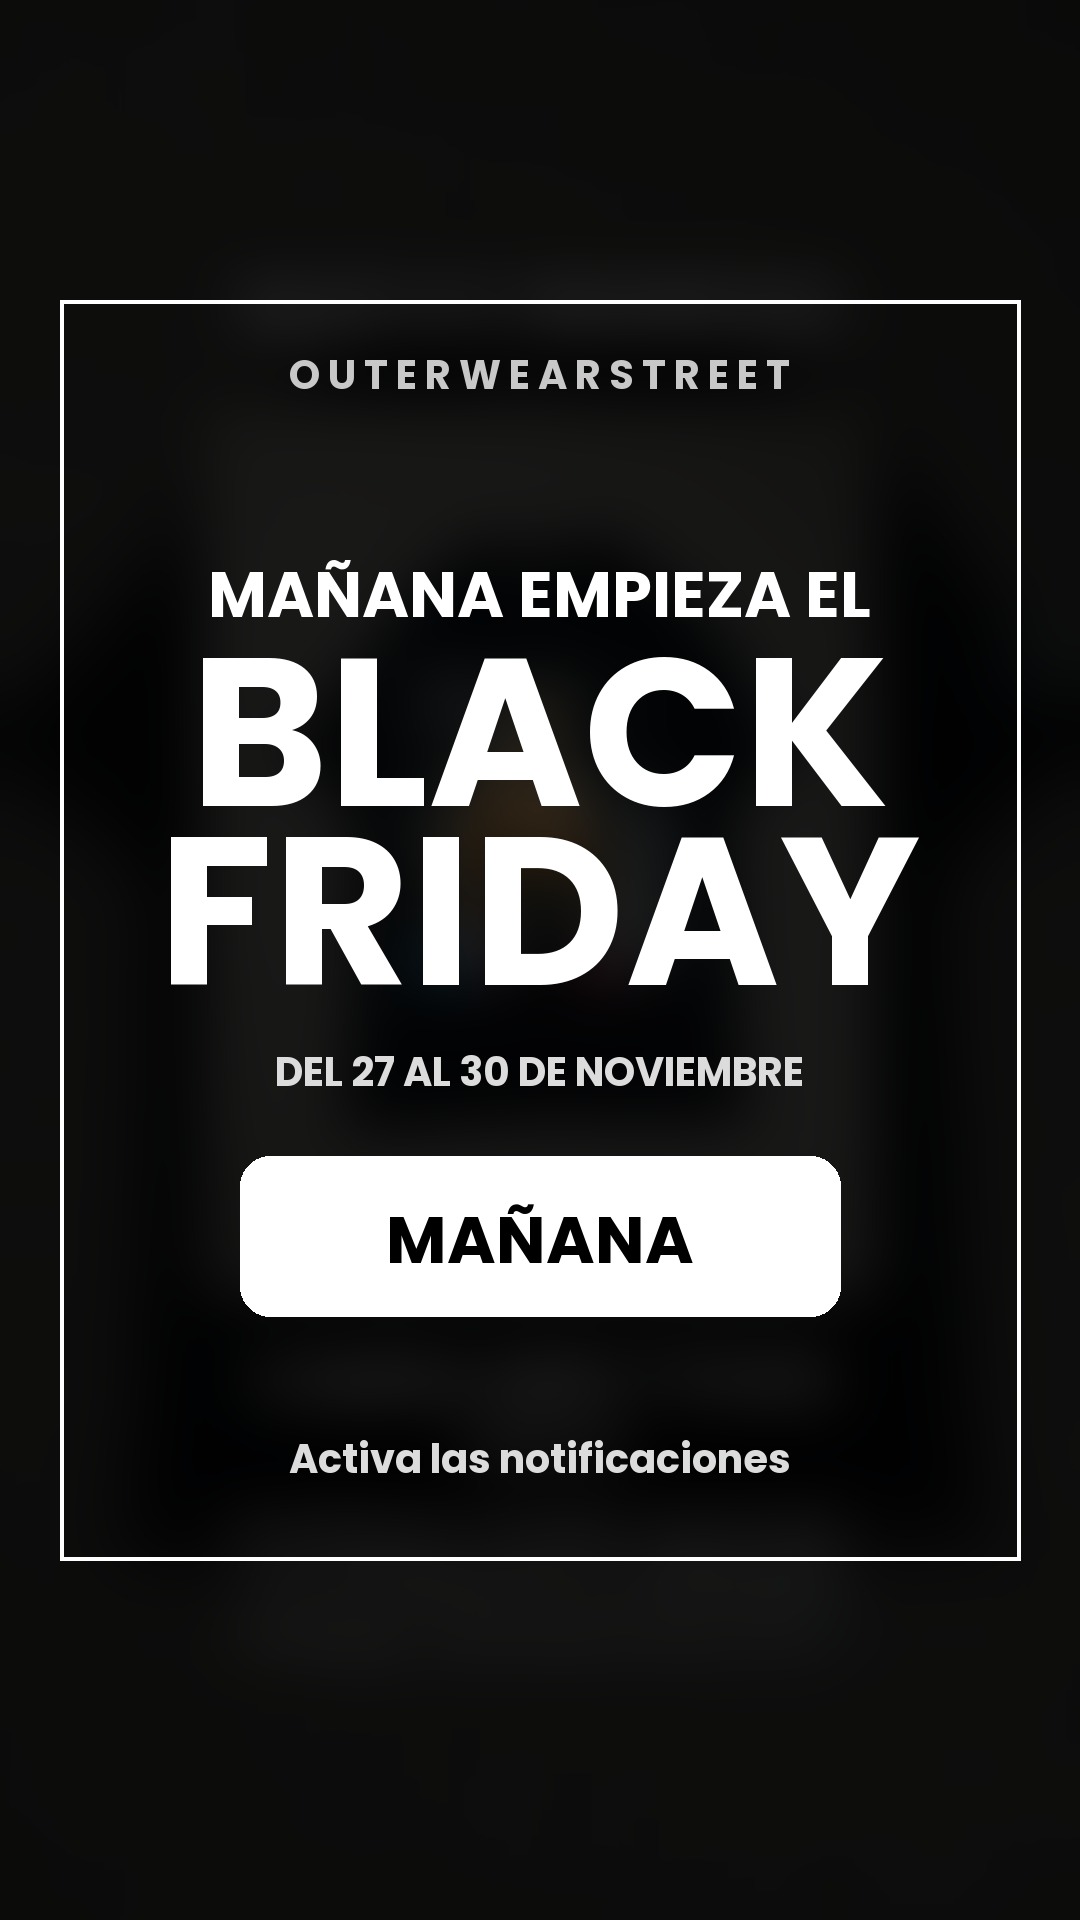 OUTERWEARSTREET
MAÑANA EMPIEZA EL
BLACK
FRIDAY
DEL 27 AL 30 DE NOVIEMBRE
MAÑANA
Activa las notificaciones